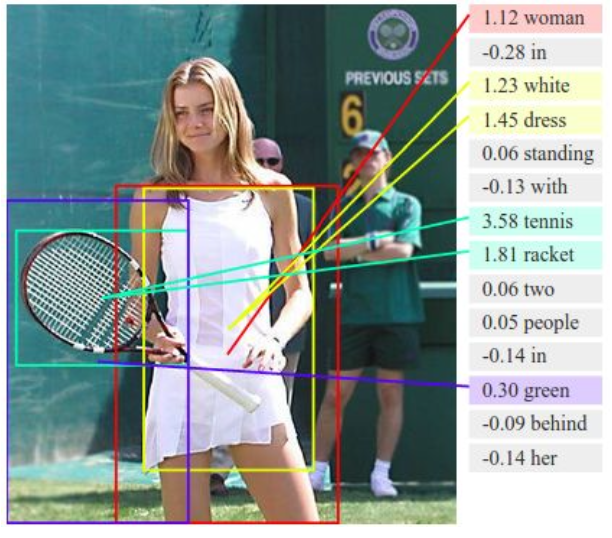 PREVIOUS SETS
6
1.12 woman
-0.28 in
1.23 white
1.45 dress
0.06 standing
-0.13 with
3.58 tennis
1.81 racket
0.06 two
0.05 people
-0.14 in
0.30 green
-0.09 behind
-0.14 her